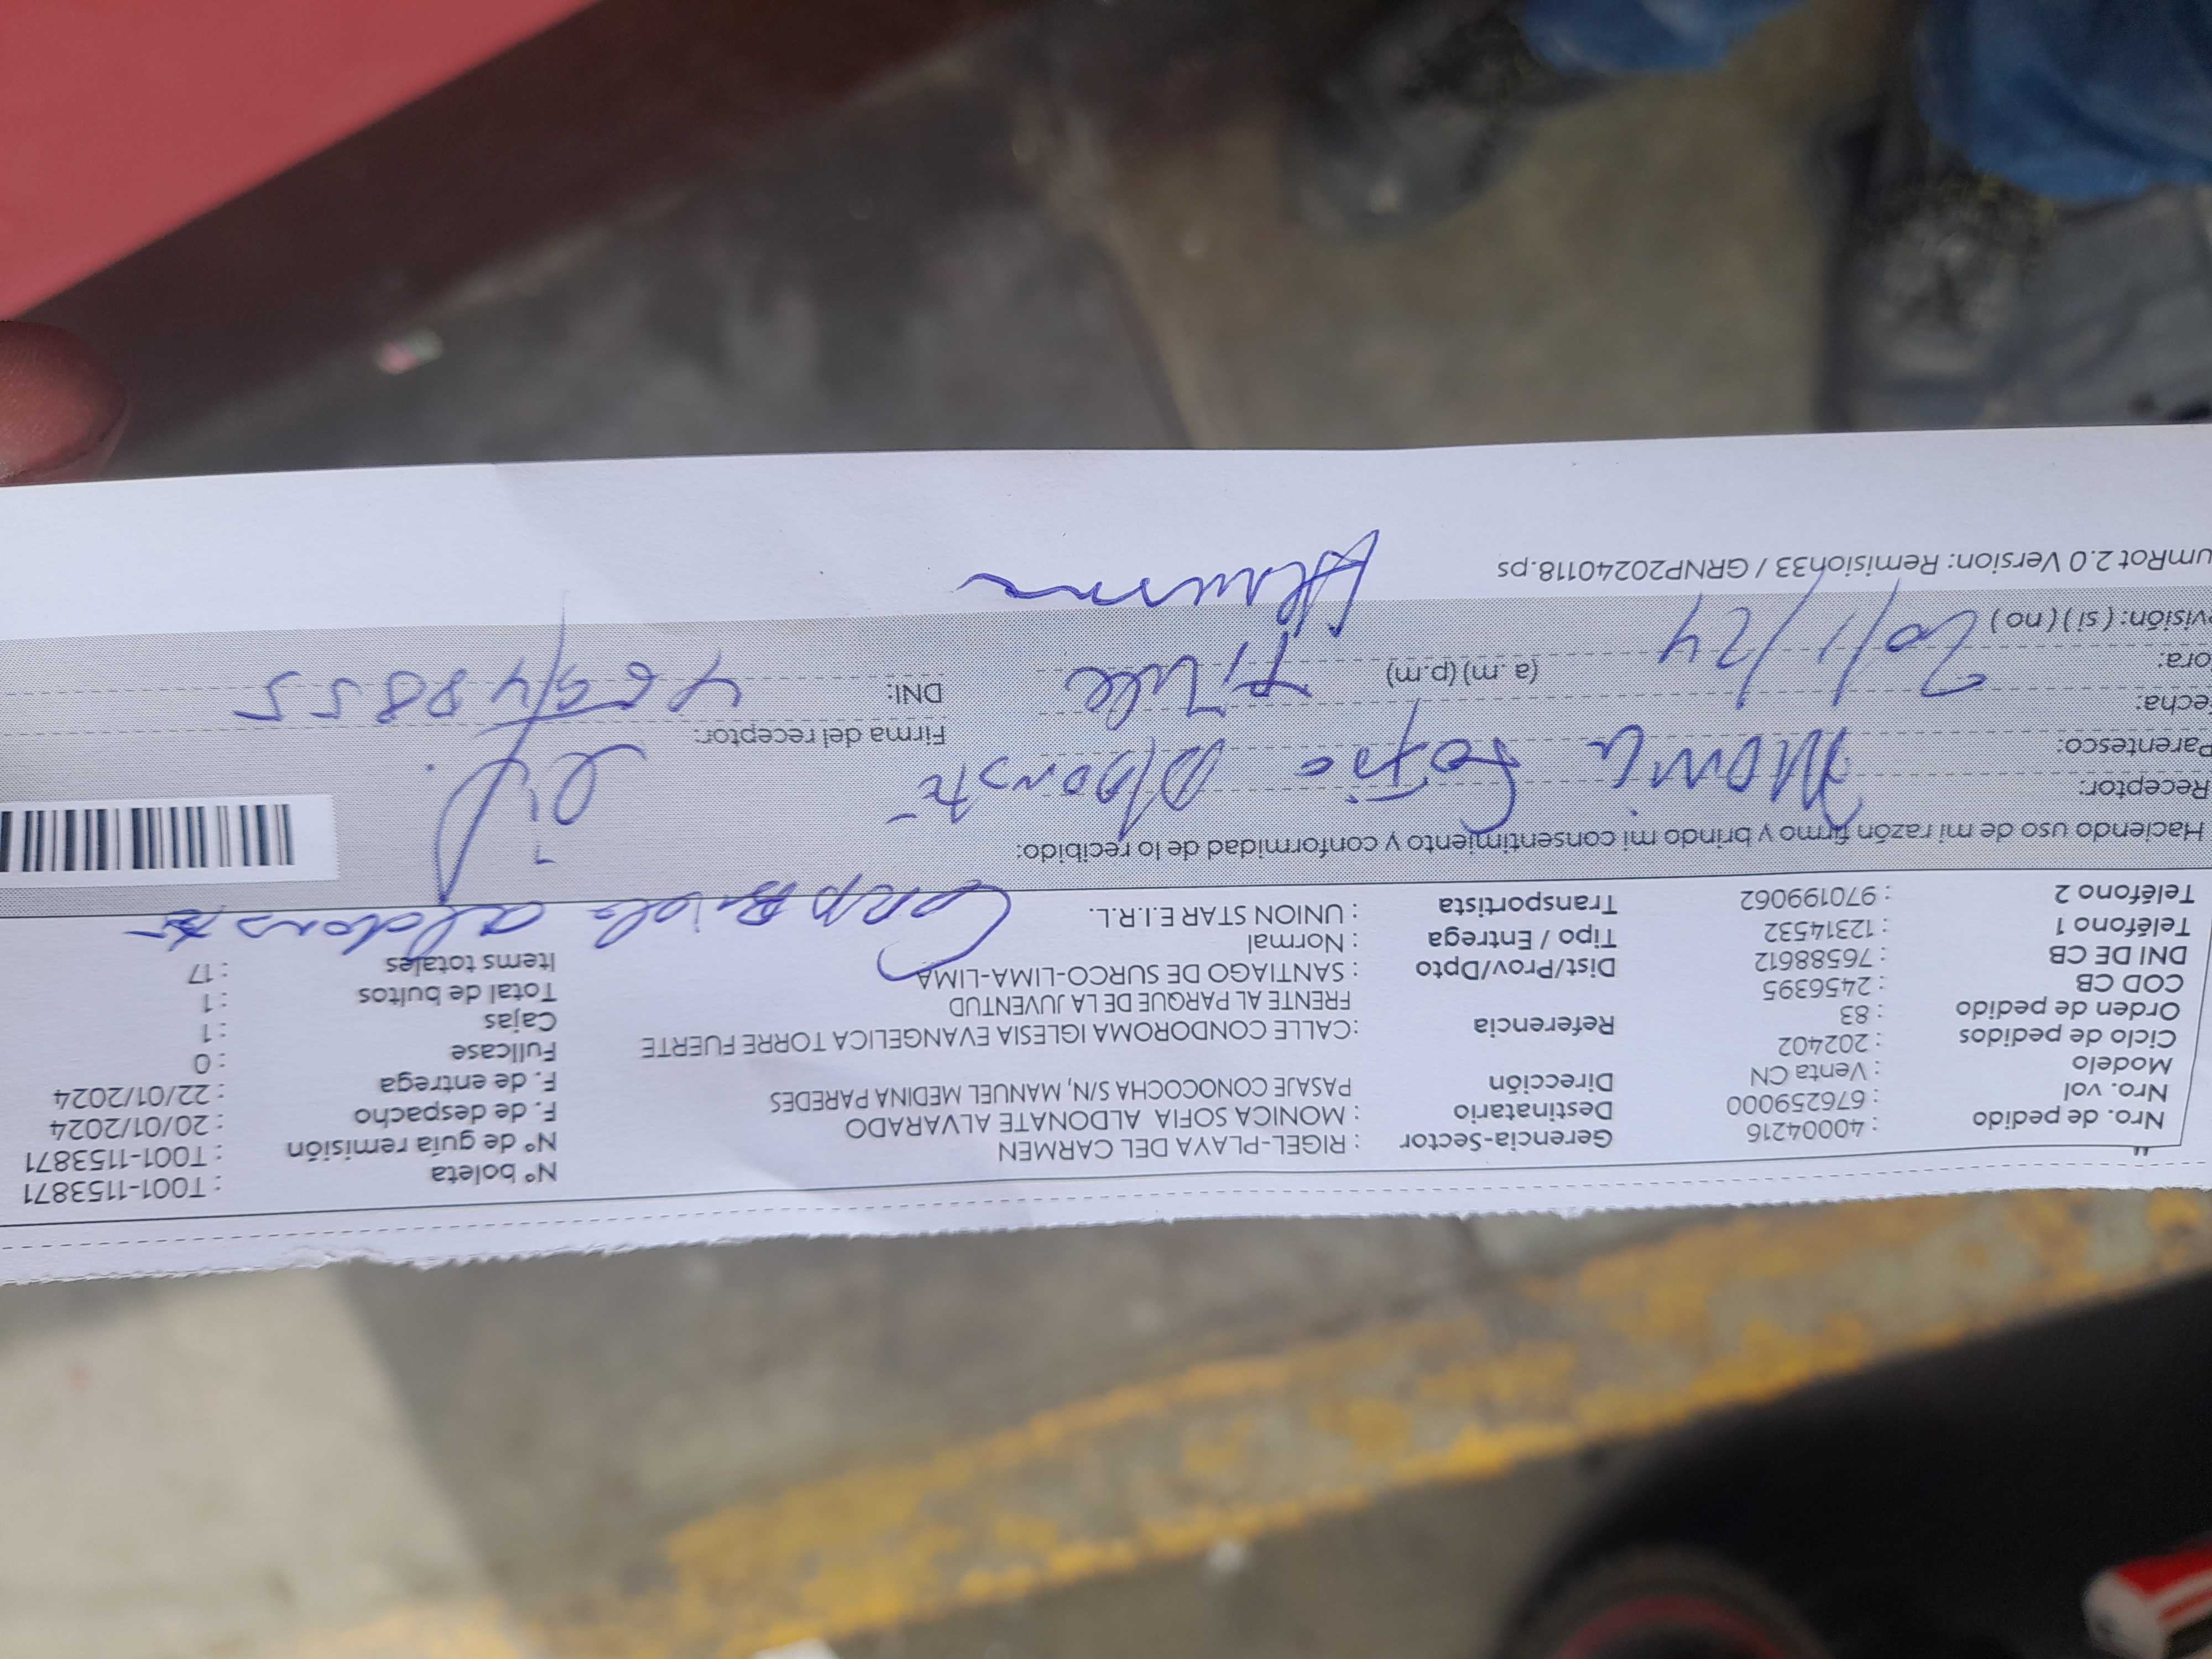 Nro. de pedido : 40004216 Gerencia-Sector : RIGEL-PLAYA DEL CARMEN Nº boleta : T001-1153871
Nro. vol : 676259000 Destinatario : MONICA SOFIA ALDONATE ALVARADO Nº de guía remisión : T001-1153871
Modelo : Venta CN Dirección PASAJE CONOCOCHA S/N, MANUEL MEDINA PAREDES F. de despacho : 20/01/2024
Ciclo de pedidos : 202402 F. de entrega : 22/01/2024
Orden de pedido : 83 Referencia : CALLE CONDOROMA IGLESIA EVANGELICA TORRE FUERTE Fullcase : 0
COD CB : 2456395 FRENTE AL PARQUE DE LA JUVENTUD Cajas : 1
DNI DE CB : 76588612 Dist/Prov/Dpto : SANTIAGO DE SURCO-LIMA-LIMA Total de bultos : 1
Teléfono 1 : 12314532 Tipo / Entrega : Normal Items totales : 17
Teléfono 2 : 970199062 Transportista : UNION STAR E.I.R.L.
Haciendo uso de mi razón firmo y brindo mi consentimiento y conformidad de lo recibido:
Receptor: Monica Sofia Aldonate
Parentesco: Firma del receptor:
echa: Titular DNI:
ora: 20/1/24 (a.m) (p.m)
visión: ( si ) ( no )
umRot 2.0 Version: Remision33 / GRNP20240118.ps